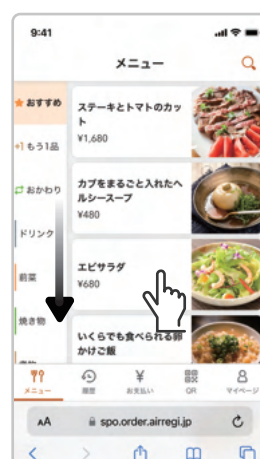 9:41
メニュー
おすすめ
+1 もう1品
おかわり
ドリンク
前菜
焼き物
ステーキとトマトのカッ
ト
¥1,680
カブをまるごと入れたヘ
ルシースープ
¥480
エビサラダ
¥680
いくらでも食べられる卵
かけご飯
メニュー
履歴
お支払い
QR
マイページ
AA
spo.order.airregi.jp